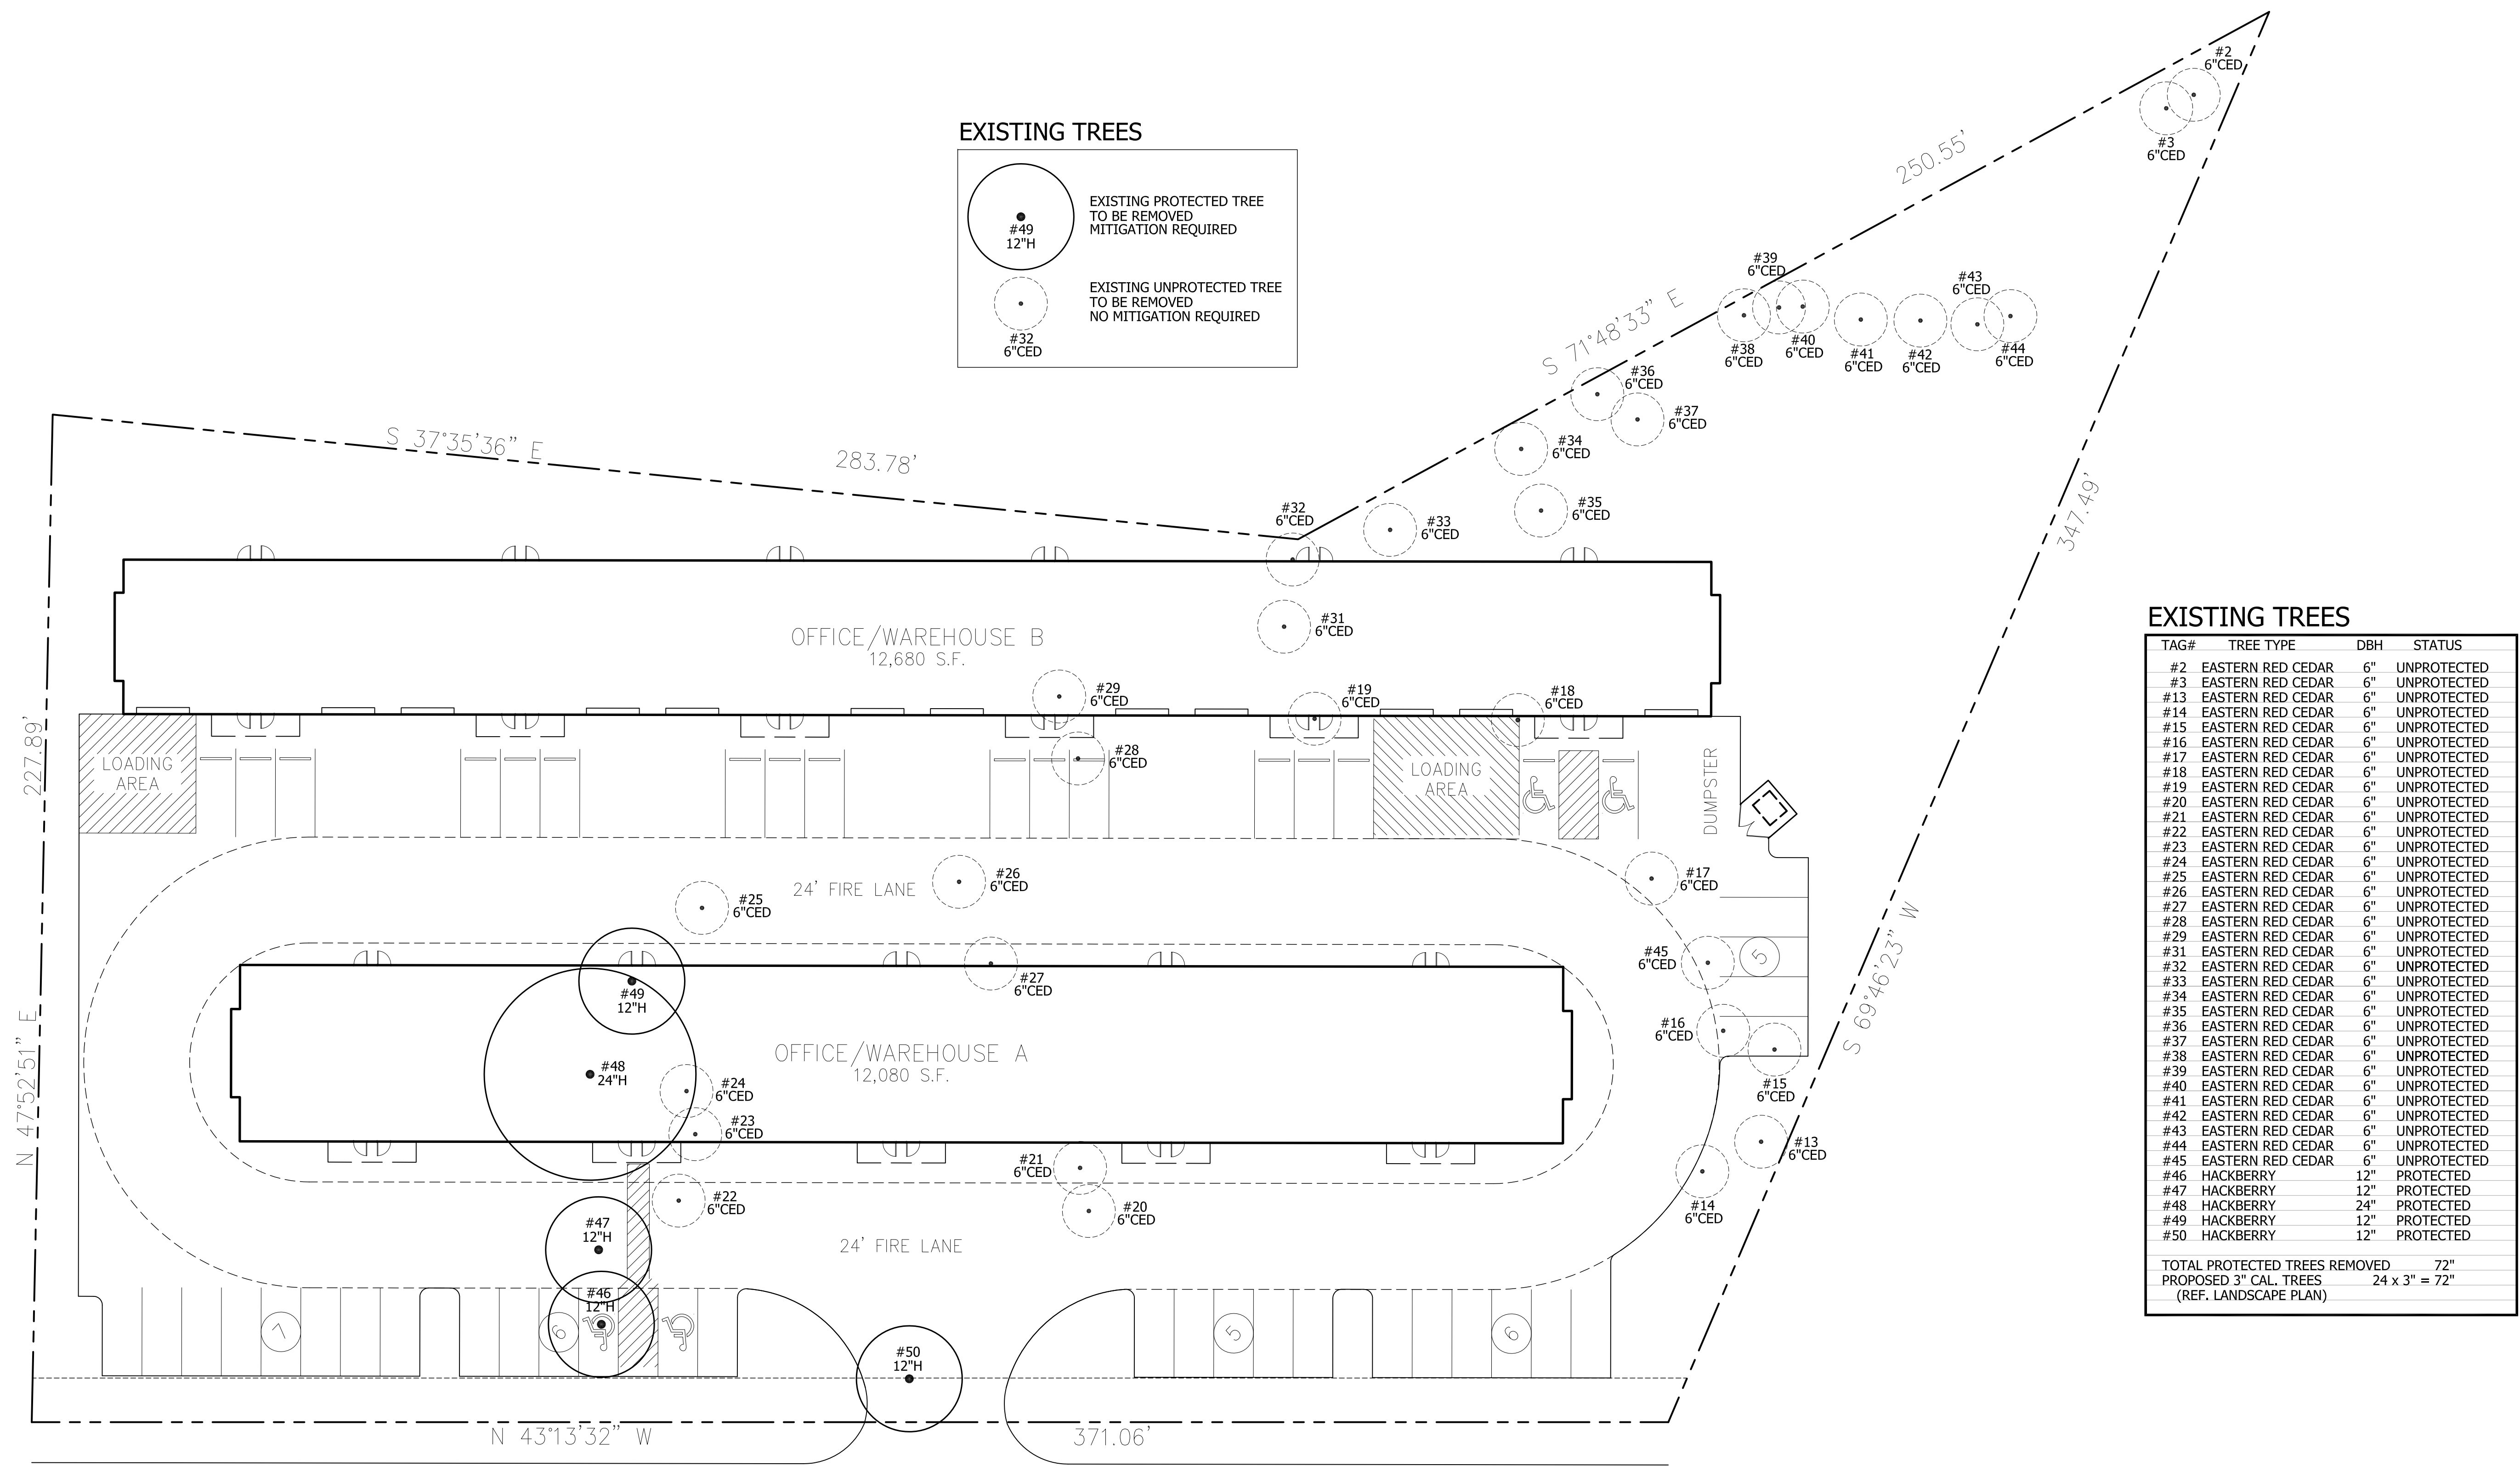 #2
6"CED
#3
6"CED
250.55'
EXISTING TREES
EXISTING PROTECTED TREE
TO BE REMOVED
MITIGATION REQUIRED
#49
12"H
EXISTING UNPROTECTED TREE
TO BE REMOVED
NO MITIGATION REQUIRED
#32
6"CED
S 71°48'33" E
#39
6"CED
#38
6"CED
#40
6"CED
#41
6"CED
#42
6"CED
#43
6"CED
#44
6"CED
#36
6"CED
#37
6"CED
#34
6"CED
#35
6"CED
#33
6"CED
#32
6"CED
347.49'
S 37°35'36" E
283.78'
OFFICE/WAREHOUSE B
12,680 S.F.
#31
6"CED
#29
6"CED
#19
6"CED
#18
6"CED
#28
6"CED
227.89'
LOADING
AREA
LOADING
AREA
DUMPSTER
24' FIRE LANE
#26
6"CED
#25
6"CED
#17
6"CED
#45
6"CED
5
S 69°46'23" W
#27
6"CED
#49
12"H
#16
6"CED
#15
6"CED
N 47°52'51" E
OFFICE/WAREHOUSE A
12,080 S.F.
#48
24"H
#24
6"CED
#23
6"CED
#13
6"CED
#14
6"CED
#21
6"CED
#20
6"CED
#22
6"CED
#47
12"H
24' FIRE LANE
#46
12"H
7
6
5
6
#50
12"H
N 43°13'32" W
371.06'
EXISTING TREES
TAG# TREE TYPE DBH STATUS
#2 EASTERN RED CEDAR 6" UNPROTECTED
#3 EASTERN RED CEDAR 6" UNPROTECTED
#13 EASTERN RED CEDAR 6" UNPROTECTED
#14 EASTERN RED CEDAR 6" UNPROTECTED
#15 EASTERN RED CEDAR 6" UNPROTECTED
#16 EASTERN RED CEDAR 6" UNPROTECTED
#17 EASTERN RED CEDAR 6" UNPROTECTED
#18 EASTERN RED CEDAR 6" UNPROTECTED
#19 EASTERN RED CEDAR 6" UNPROTECTED
#20 EASTERN RED CEDAR 6" UNPROTECTED
#21 EASTERN RED CEDAR 6" UNPROTECTED
#22 EASTERN RED CEDAR 6" UNPROTECTED
#23 EASTERN RED CEDAR 6" UNPROTECTED
#24 EASTERN RED CEDAR 6" UNPROTECTED
#25 EASTERN RED CEDAR 6" UNPROTECTED
#26 EASTERN RED CEDAR 6" UNPROTECTED
#27 EASTERN RED CEDAR 6" UNPROTECTED
#28 EASTERN RED CEDAR 6" UNPROTECTED
#29 EASTERN RED CEDAR 6" UNPROTECTED
#31 EASTERN RED CEDAR 6" UNPROTECTED
#32 EASTERN RED CEDAR 6" UNPROTECTED
#33 EASTERN RED CEDAR 6" UNPROTECTED
#34 EASTERN RED CEDAR 6" UNPROTECTED
#35 EASTERN RED CEDAR 6" UNPROTECTED
#36 EASTERN RED CEDAR 6" UNPROTECTED
#37 EASTERN RED CEDAR 6" UNPROTECTED
#38 EASTERN RED CEDAR 6" UNPROTECTED
#39 EASTERN RED CEDAR 6" UNPROTECTED
#40 EASTERN RED CEDAR 6" UNPROTECTED
#41 EASTERN RED CEDAR 6" UNPROTECTED
#42 EASTERN RED CEDAR 6" UNPROTECTED
#43 EASTERN RED CEDAR 6" UNPROTECTED
#44 EASTERN RED CEDAR 6" UNPROTECTED
#45 EASTERN RED CEDAR 6" UNPROTECTED
#46 HACKBERRY 12" PROTECTED
#47 HACKBERRY 12" PROTECTED
#48 HACKBERRY 24" PROTECTED
#49 HACKBERRY 12" PROTECTED
#50 HACKBERRY 12" PROTECTED
TOTAL PROTECTED TREES REMOVED 72"
PROPOSED 3" CAL. TREES 24 x 3" = 72"
(REF. LANDSCAPE PLAN)